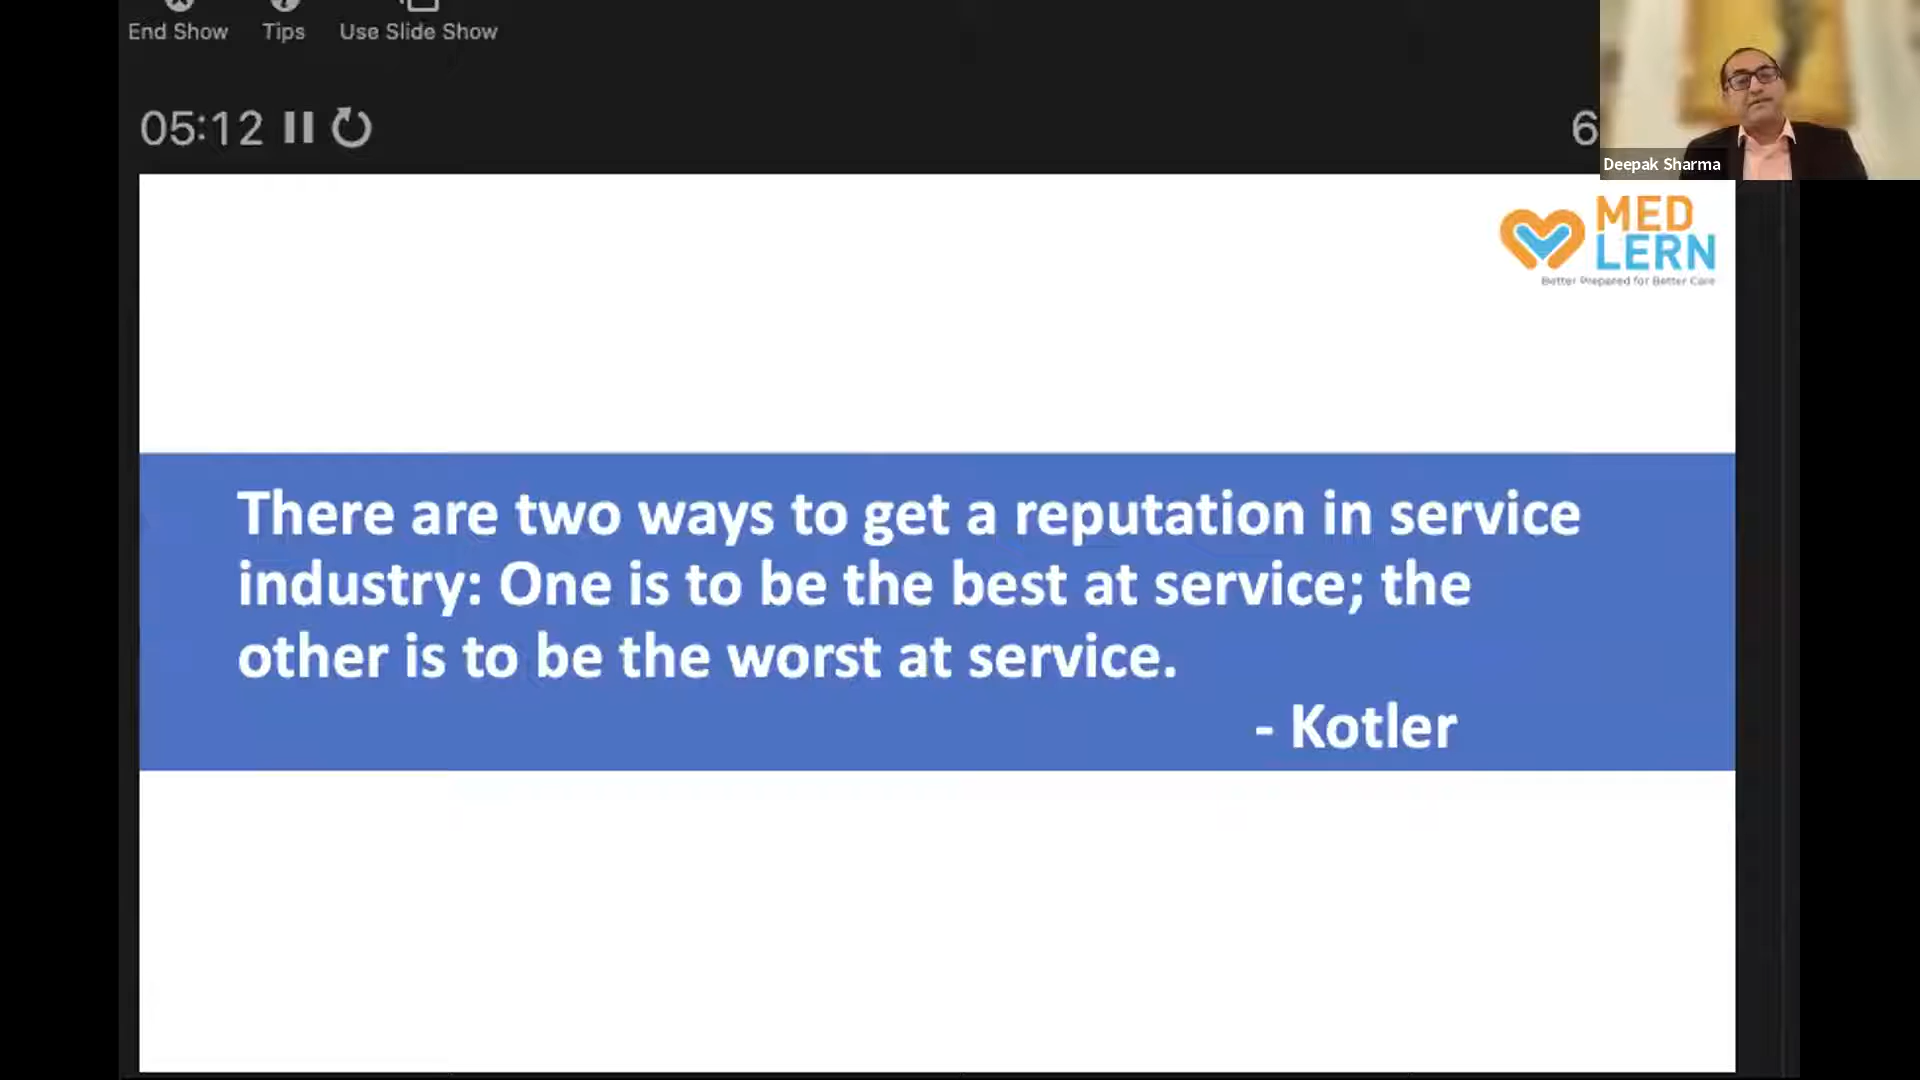 End Show Tips Use Slide Show
05:12
6
Deepak Sharma
MED
LERN
Better Prepared for Better Care
There are two ways to get a reputation in service
industry: One is to be the best at service; the
other is to be the worst at service.
- Kotler